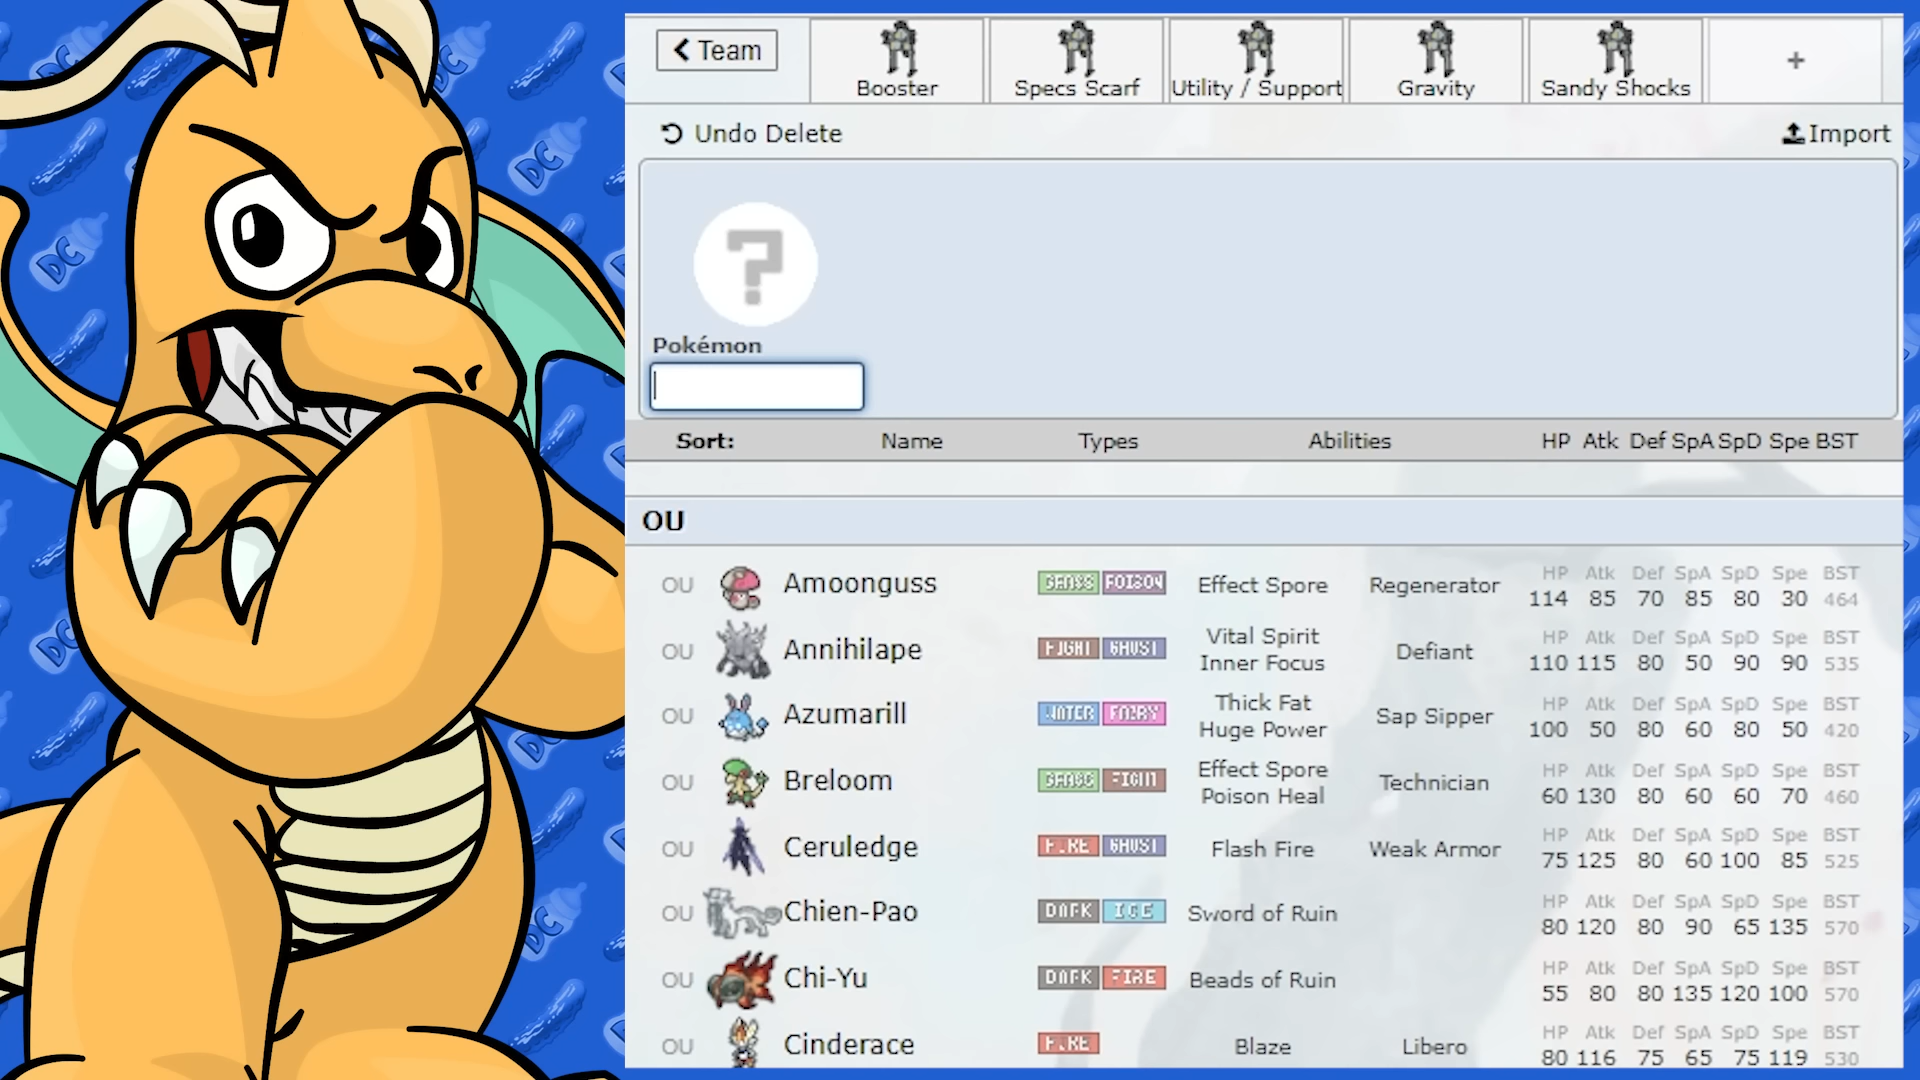 Team
Booster
Specs Scarf
Utility / Support
Gravity
Sandy Shocks
+
Undo Delete
Import
?
Pokémon
Sort: Name Types Abilities HP Atk Def SpA SpD Spe BST
OU
OU Amoonguss GRASS POISON Effect Spore Regenerator HP 114 Atk 85 Def 70 SpA 85 SpD 80 Spe 30 BST 464
OU Annihilape FIGHT GHOST Vital Spirit Inner Focus Defiant HP 110 Atk 115 Def 80 SpA 50 SpD 90 Spe 90 BST 535
OU Azumarill WATER FAIRY Thick Fat Huge Power Sap Sipper HP 100 Atk 50 Def 80 SpA 60 SpD 80 Spe 50 BST 420
OU Breloom GRASS FIGHT Effect Spore Poison Heal Technician HP 60 Atk 130 Def 80 SpA 60 SpD 60 Spe 70 BST 460
OU Ceruledge FIRE GHOST Flash Fire Weak Armor HP 75 Atk 125 Def 80 SpA 60 SpD 100 Spe 85 BST 525
OU Chien-Pao DARK ICE Sword of Ruin HP 80 Atk 120 Def 80 SpA 90 SpD 65 Spe 135 BST 570
OU Chi-Yu DARK FIRE Beads of Ruin HP 55 Atk 80 Def 80 SpA 135 SpD 120 Spe 100 BST 570
OU Cinderace FIRE Blaze Libero HP 80 Atk 116 Def 75 SpA 65 SpD 75 Spe 119 BST 530
DC
DC
DC
DC
DC
DC
DC